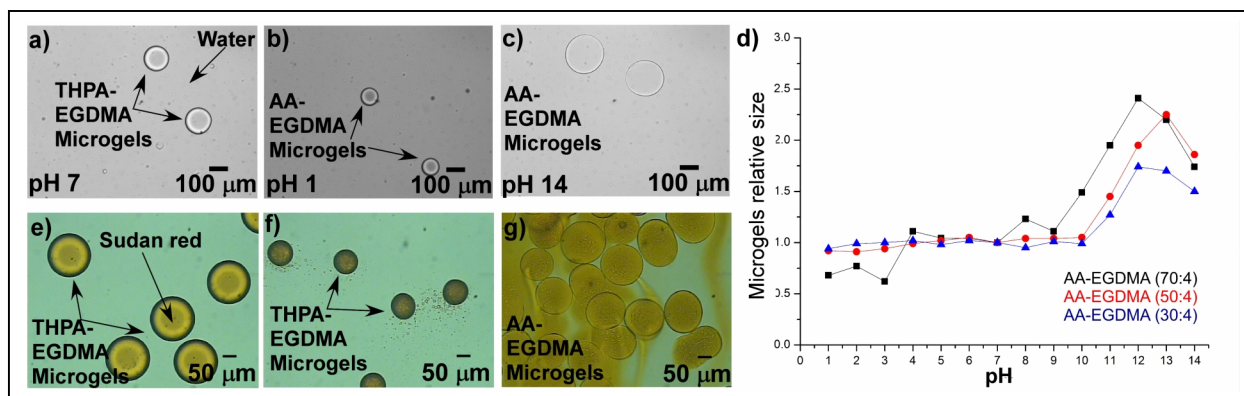 a)
Water
THPA-
EGDMA
Microgels
pH 7
100 μm
b)
AA-
EGDMA
Microgels
pH 1
100 μm
c)
AA-
EGDMA
Microgels
pH 14
100 μm
d)
Microgels relative size
3.0
2.5
2.0
1.5
1.0
0.5
0.0
AA-EGDMA (70:4)
AA-EGDMA (50:4)
AA-EGDMA (30:4)
1 2 3 4 5 6 7 8 9 10 11 12 13 14
pH
e)
Sudan red
THPA-
EGDMA
Microgels
50 μm
f)
THPA-
EGDMA
Microgels
50 μm
g)
AA-
EGDMA
Microgels
50 μm